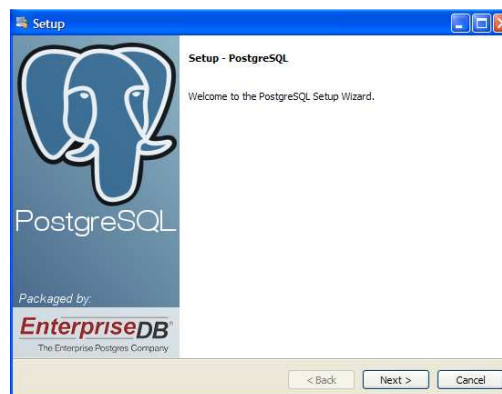 Setup
Setup - PostgreSQL
Welcome to the PostgreSQL Setup Wizard.
PostgreSQL
Packaged by:
EnterpriseDB®
The Enterprise Postgres Company
< Back
Next >
Cancel